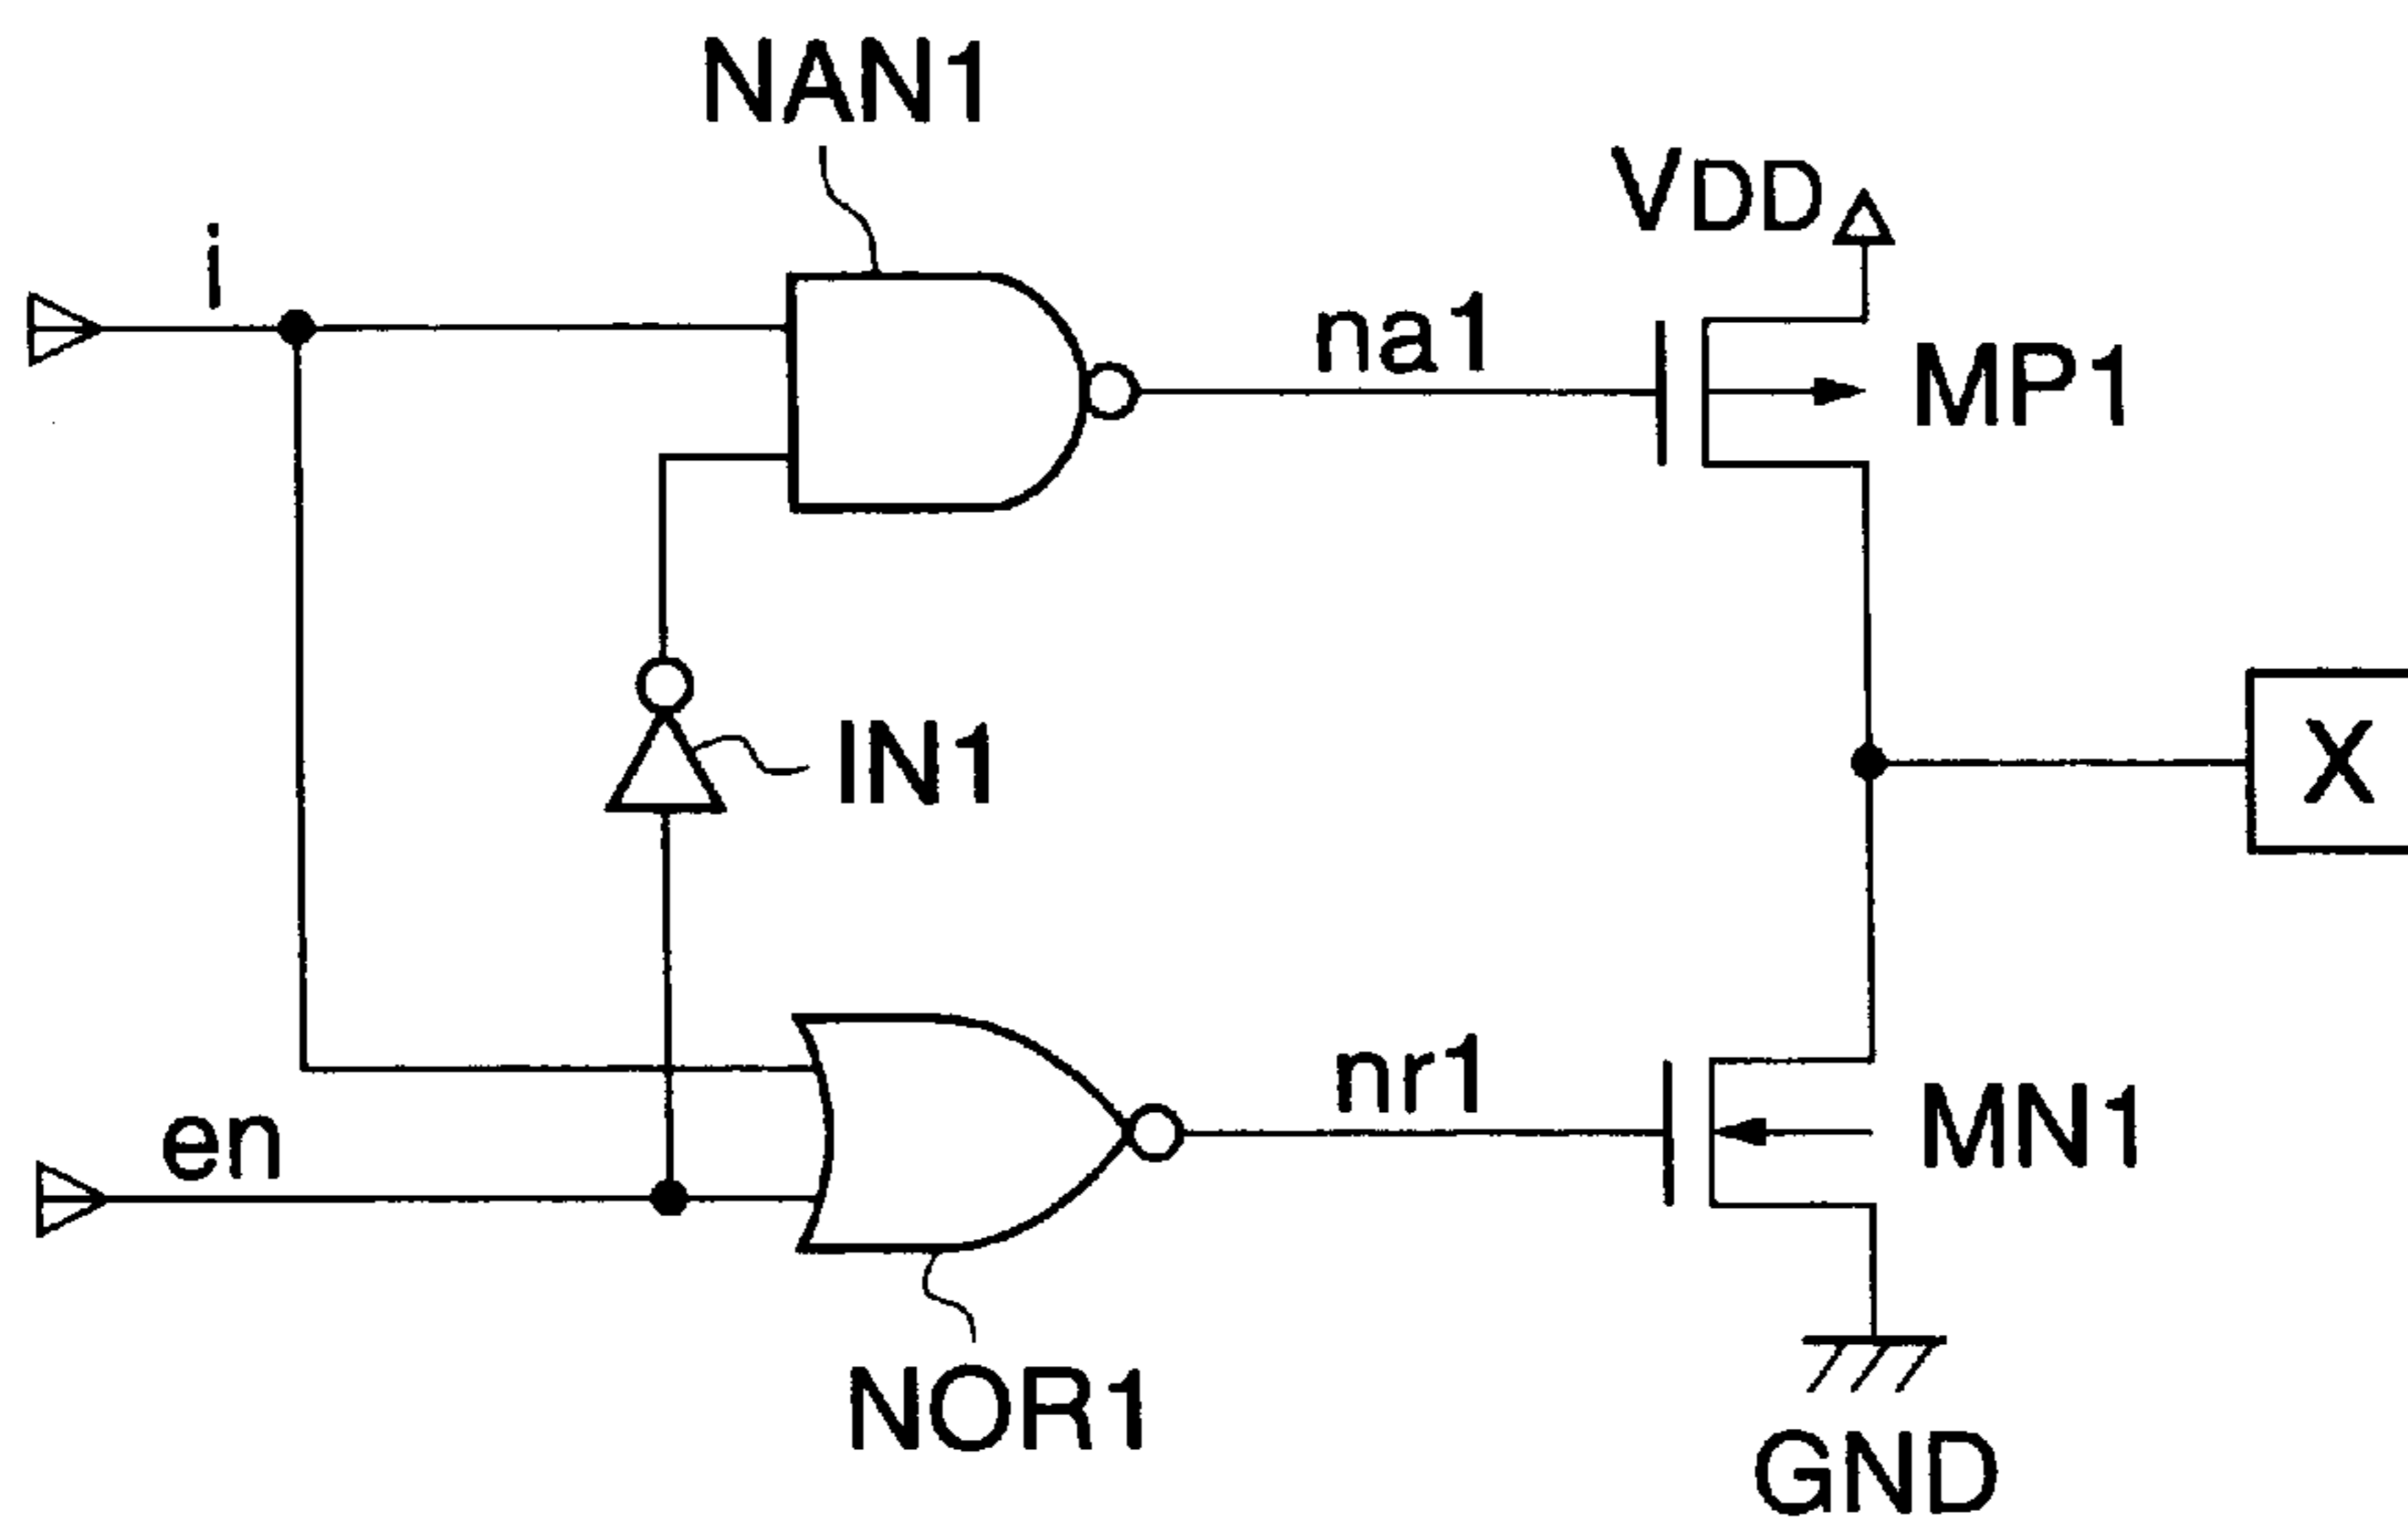 NAN1
VDD
i
na1
MP1
IN1
X
en
nr1
MN1
NOR1
GND